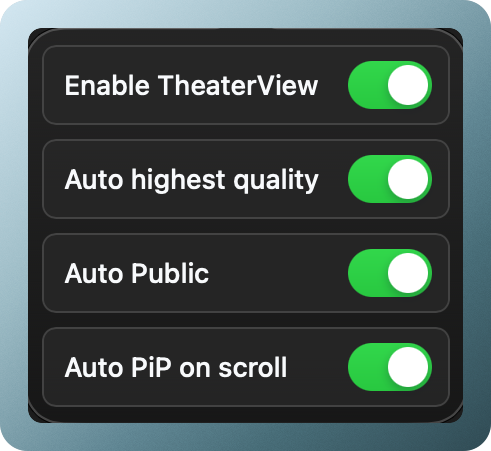 Enable TheaterView
Auto highest quality
Auto Public
Auto PiP on scroll